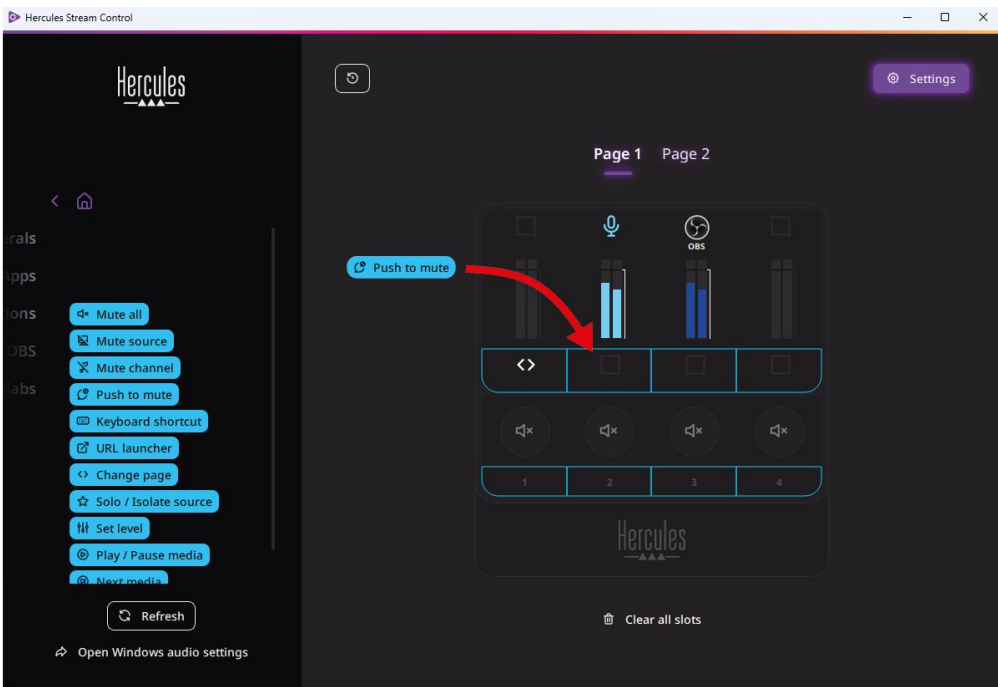 Hercules Stream Control
Hercules
Settings
Page 1 Page 2
erals
Apps
ions
OBS
labs
Mute all
Mute source
Mute channel
Push to mute
Keyboard shortcut
URL launcher
Change page
Solo / Isolate source
Set level
Play / Pause media
Next media
Refresh
Open Windows audio settings
Push to mute
OBS
1 2 3 4
Hercules
Clear all slots